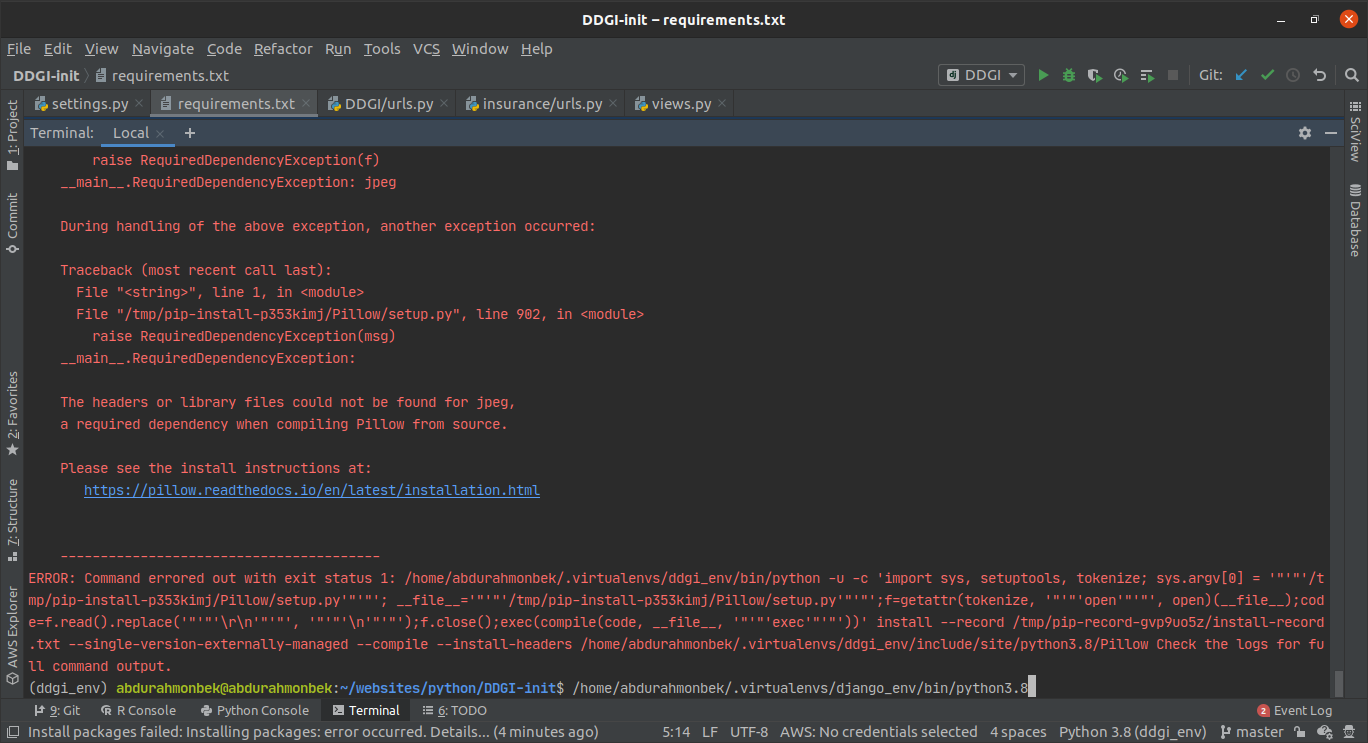 DDGI-init – requirements.txt
File Edit View Navigate Code Refactor Run Tools VCS Window Help
DDGI-init requirements.txt DDGI Git:
settings.py requirements.txt DDGI/urls.py insurance/urls.py views.py
Terminal: Local +
1: Project
Commit
2: Favorites
7: Structure
AWS Explorer
raise RequiredDependencyException(f)
__main__.RequiredDependencyException: jpeg
During handling of the above exception, another exception occurred:
Traceback (most recent call last):
File "<string>", line 1, in <module>
File "/tmp/pip-install-p353kimj/Pillow/setup.py", line 902, in <module>
raise RequiredDependencyException(msg)
__main__.RequiredDependencyException:
The headers or library files could not be found for jpeg,
a required dependency when compiling Pillow from source.
Please see the install instructions at:
https://pillow.readthedocs.io/en/latest/installation.html
----------------------------------------
ERROR: Command errored out with exit status 1: /home/abdurahmonbek/.virtualenvs/ddgi_env/bin/python -u -c 'import sys, setuptools, tokenize; sys.argv[0] = '"'"'/t
mp/pip-install-p353kimj/Pillow/setup.py'"'"'; __file__='"'"'/tmp/pip-install-p353kimj/Pillow/setup.py'"'"';f=getattr(tokenize, '"'"'open'"'"', open)(__file__);cod
e=f.read().replace('"'"'\r\n'"'"', '"'"'\n'"'"');f.close();exec(compile(code, __file__, '"'"'exec'"'"'))' install --record /tmp/pip-record-gvp9uo5z/install-record
.txt --single-version-externally-managed --compile --install-headers /home/abdurahmonbek/.virtualenvs/ddgi_env/include/site/python3.8/Pillow Check the logs for fu
ll command output.
(ddgi_env) abdurahmonbek@abdurahmonbek:~/websites/python/DDGI-init$ /home/abdurahmonbek/.virtualenvs/django_env/bin/python3.8
SciView
Database
9: Git R Console Python Console Terminal 6: TODO 2 Event Log
Install packages failed: Installing packages: error occurred. Details... (4 minutes ago) 5:14 LF UTF-8 AWS: No credentials selected 4 spaces Python 3.8 (ddgi_env) master